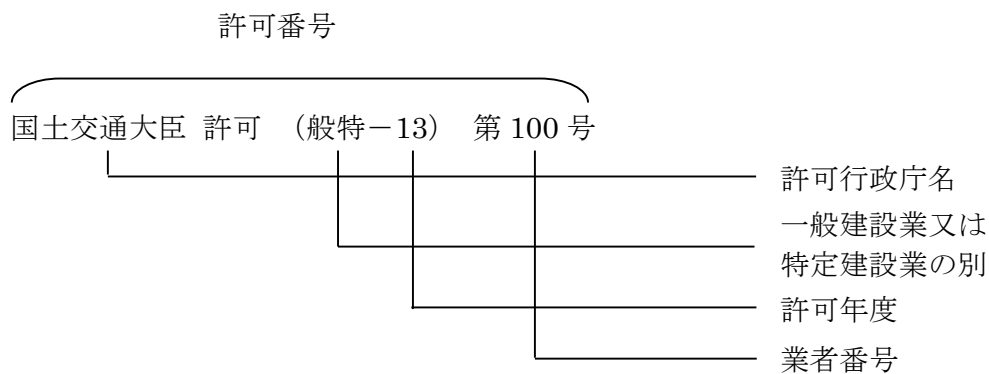 許可番号
国土交通大臣 許可 （般特－13） 第 100 号
許可行政庁名
一般建設業又は
特定建設業の別
許可年度
業者番号